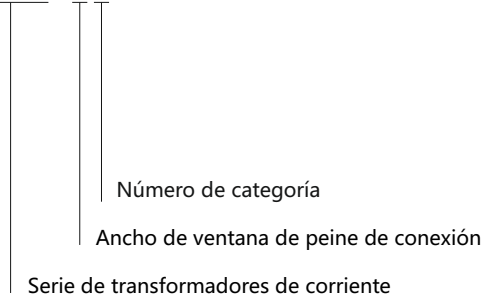 Número de categoría
Ancho de ventana de peine de conexión
Serie de transformadores de corriente